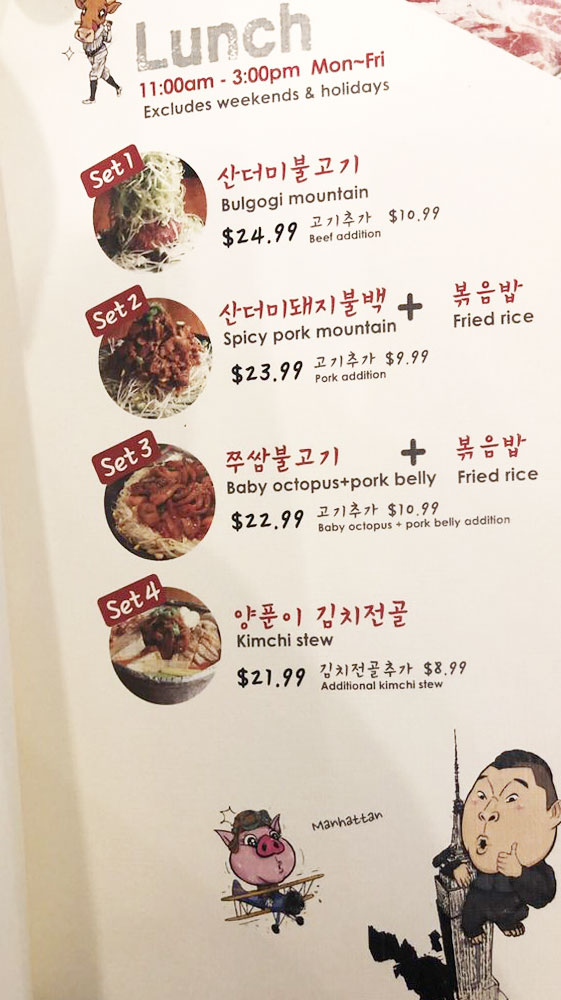 Lunch
11:00am - 3:00pm Mon~Fri
Excludes weekends & holidays
Set 1
산더미불고기
Bulgogi mountain
$24.99 고기추가 $10.99
Beef addition
Set 2
산더미돼지불백 + 볶음밥
Spicy pork mountain Fried rice
$23.99 고기추가 $9.99
Pork addition
Set 3
쭈쌈불고기 + 볶음밥
Baby octopus+pork belly Fried rice
$22.99 고기추가 $10.99
Baby octopus + pork belly addition
Set 4
양푼이 김치전골
Kimchi stew
$21.99 김치전골추가 $8.99
Additional kimchi stew
Manhattan